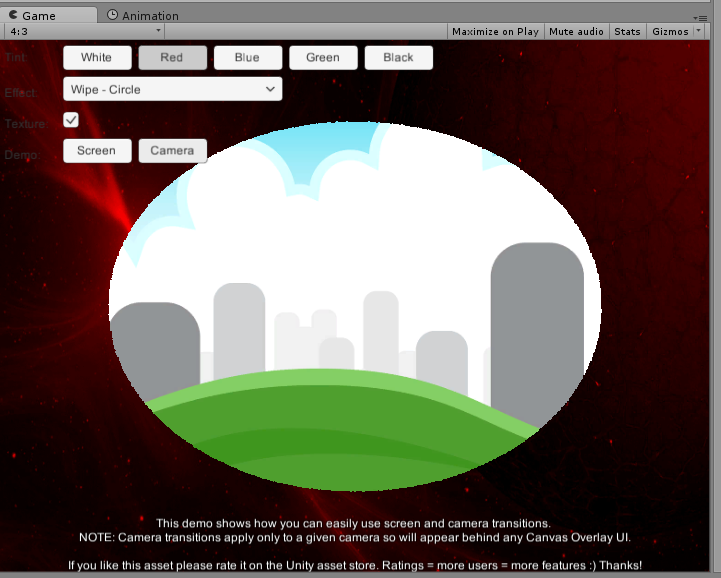 Game Animation
4:3 Maximize on Play Mute audio Stats Gizmos
Tint: White Red Blue Green Black
Effect: Wipe - Circle
Texture:
Demo: Screen Camera
This demo shows how you can easily use screen and camera transitions.
NOTE: Camera transitions apply only to a given camera so will appear behind any Canvas Overlay UI.
If you like this asset please rate it on the Unity asset store. Ratings = more users = more features :) Thanks!